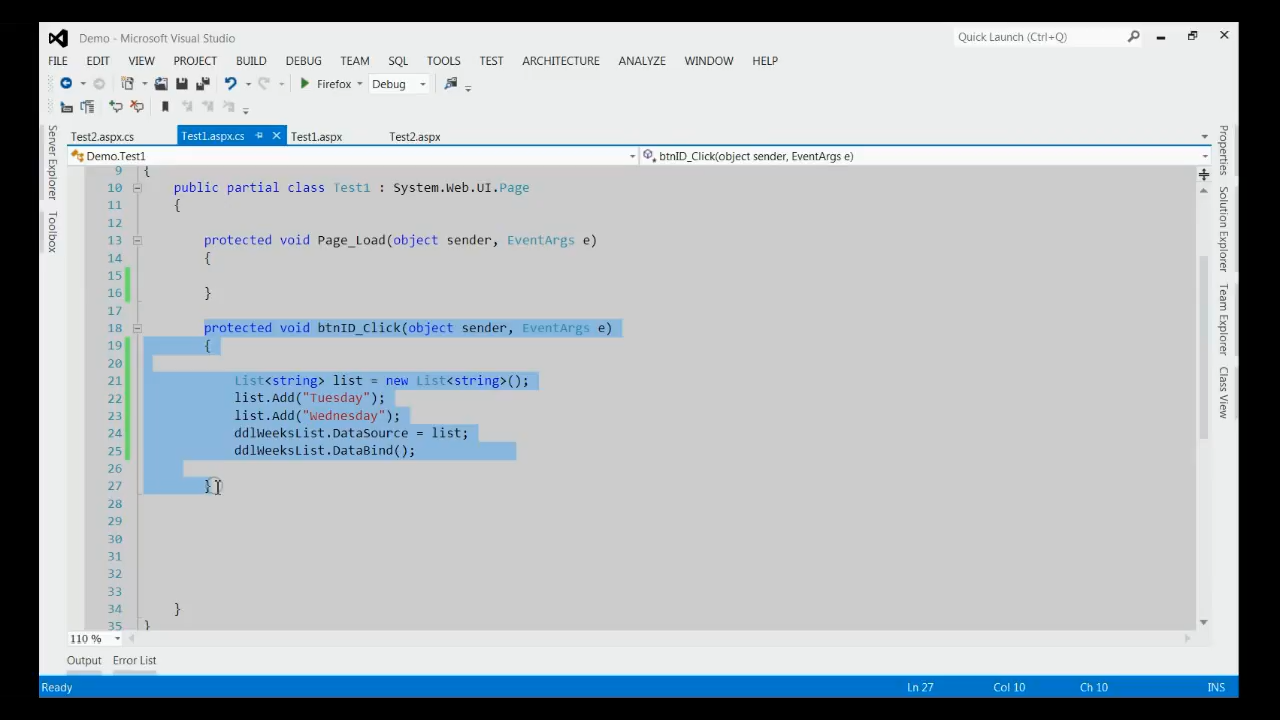 Demo - Microsoft Visual Studio
Quick Launch (Ctrl+Q)
FILE EDIT VIEW PROJECT BUILD DEBUG TEAM SQL TOOLS TEST ARCHITECTURE ANALYZE WINDOW HELP
Firefox Debug
Server Explorer
Toolbox
Test2.aspx.cs Test1.aspx.cs Test1.aspx Test2.aspx
Demo.Test1 btnID_Click(object sender, EventArgs e)
9 {
10 public partial class Test1 : System.Web.UI.Page
11 {
12
13 protected void Page_Load(object sender, EventArgs e)
14 {
15
16 }
17
18 protected void btnID_Click(object sender, EventArgs e)
19 {
20
21 List<string> list = new List<string>();
22 list.Add("Tuesday");
23 list.Add("Wednesday");
24 ddlWeeksList.DataSource = list;
25 ddlWeeksList.DataBind();
26
27 }
28
29
30
31
32
33
34 }
35 }
110 %
Properties
Solution Explorer
Team Explorer
Class View
Output Error List
Ready Ln 27 Col 10 Ch 10 INS